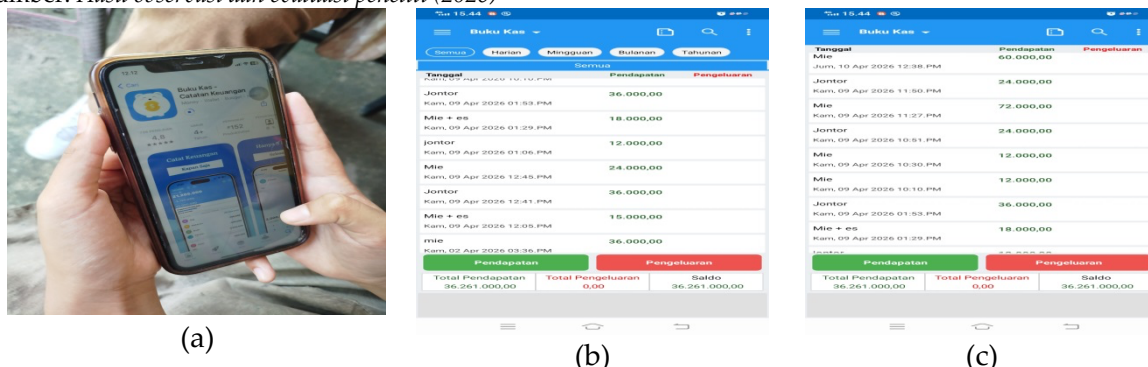 Hasil observasi dan evaluasi peneliti (2026)
13.12
Cari
Buku Kas -
Catatan Keuangan
4,8
4+
Catat Keuangan
(a)
15.44
Buku Kas
Semua Harian Mingguan Bulanan Tahunan
Semua
Tanggal Pendapatan Pengeluaran
Jontor 36.000,00
Kam, 09 Apr 2026 01:53.PM
Mie + es 18.000,00
Kam, 09 Apr 2026 01:29.PM
jontor 12.000,00
Kam, 09 Apr 2026 01:06.PM
Mie 24.000,00
Kam, 09 Apr 2026 12:45.PM
Jontor 36.000,00
Kam, 09 Apr 2026 12:41.PM
Mie + es 15.000,00
Kam, 09 Apr 2026 12:05.PM
mie 36.000,00
Kam, 02 Apr 2026 03:36.PM
Pendapatan Pengeluaran
Total Pendapatan Total Pengeluaran Saldo
36.261.000,00 0,00 36.261.000,00
(b)
15.44
Buku Kas
Tanggal Pendapatan Pengeluaran
Mie 60.000,00
Jum, 10 Apr 2026 12:38.PM
Jontor 24.000,00
Kam, 09 Apr 2026 11:50.PM
Mie 72.000,00
Kam, 09 Apr 2026 11:27.PM
Jontor 24.000,00
Kam, 09 Apr 2026 10:51.PM
Mie 12.000,00
Kam, 09 Apr 2026 10:30.PM
Mie 12.000,00
Kam, 09 Apr 2026 10:10.PM
Jontor 36.000,00
Kam, 09 Apr 2026 01:53.PM
Mie + es 18.000,00
Kam, 09 Apr 2026 01:29.PM
Pendapatan Pengeluaran
Total Pendapatan Total Pengeluaran Saldo
36.261.000,00 0,00 36.261.000,00
(c)